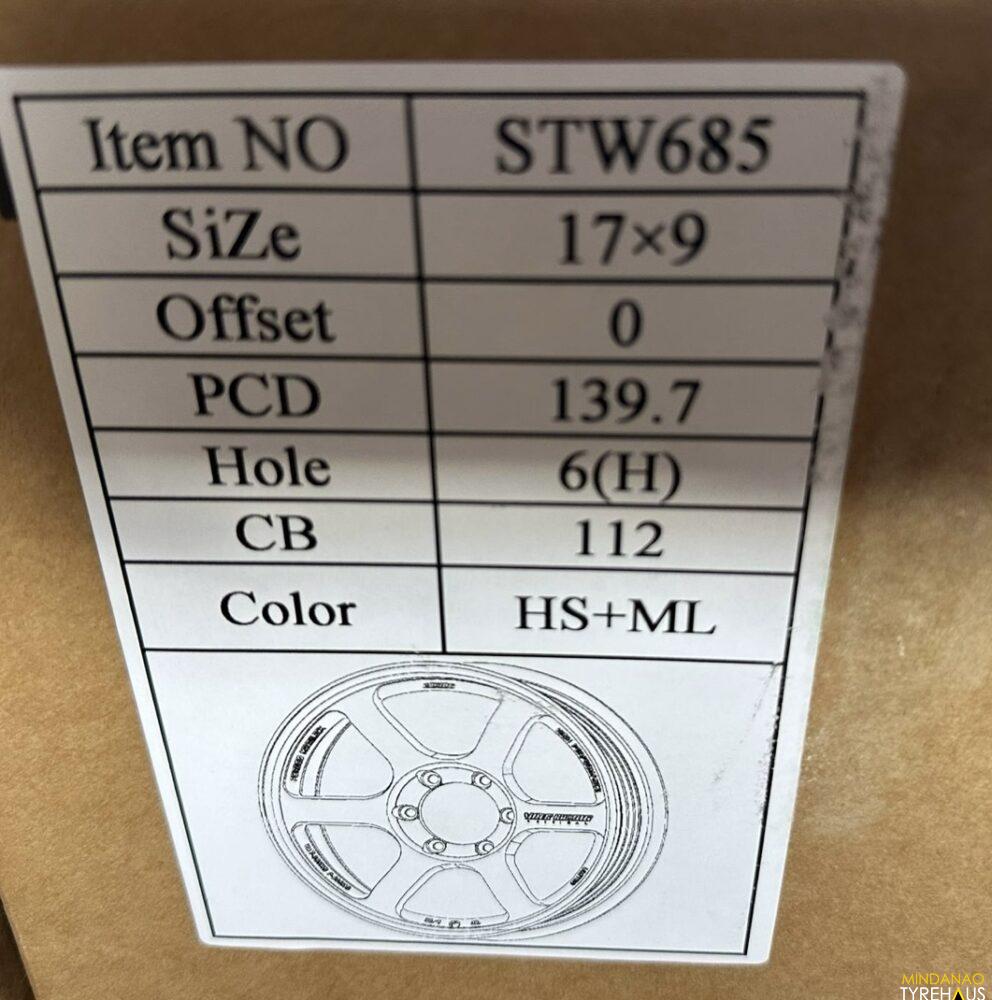 Item NO STW685
SiZe 17×9
Offset 0
PCD 139.7
Hole 6(H)
CB 112
Color HS+ML
MINDANAO
TYREHAUS